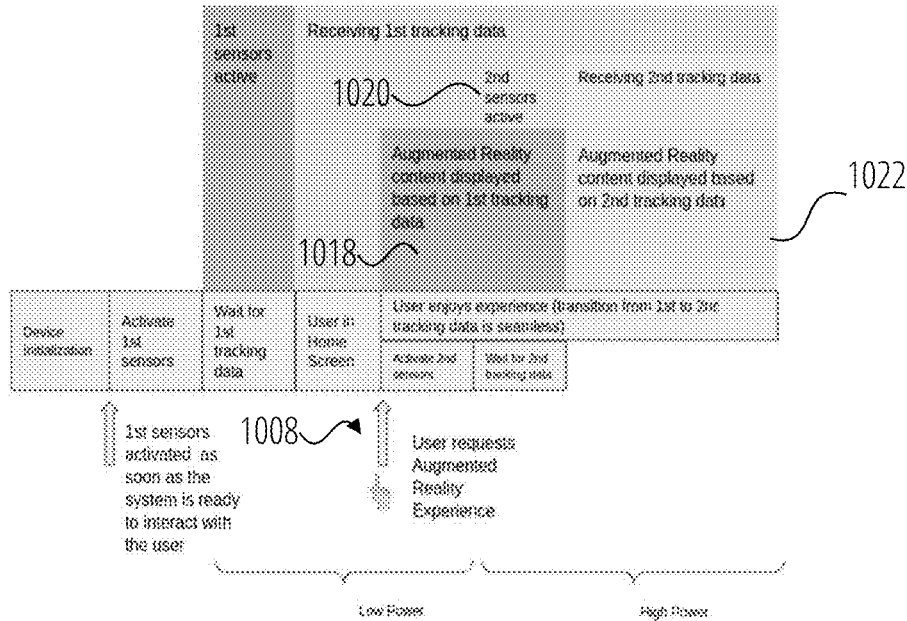 1st
sensors
active
Receiving 1st tracking data
1020
2nd
sensors
active
Receiving 2nd tracking data
Augmented Reality
content displayed
based on 1st tracking
data
Augmented Reality
content displayed based
on 2nd tracking data
1022
1018
Device
Initialization
Activate
1st
sensors
Wait for
1st
tracking
data
User in
Home
Screen
User enjoys experience (transition from 1st to 2nd
tracking data is seamless)
Activate 2nd
sensors
Wait for 2nd
tracking data
1st sensors
activated as
soon as the
system is ready
to interact with
the user
1008
User requests
Augmented
Reality
Experience
Low Power
High Power